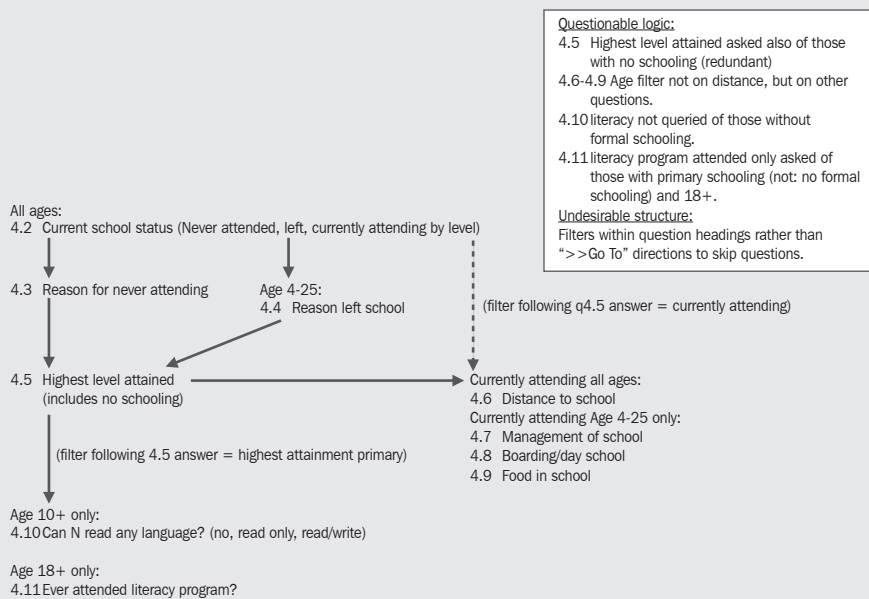 Questionable logic:
4.5 Highest level attained asked also of those
with no schooling (redundant)
4.6-4.9 Age filter not on distance, but on other
questions.
4.10 literacy not queried of those without
formal schooling.
4.11 literacy program attended only asked of
those with primary schooling (not: no formal
schooling) and 18+.
Undesirable structure:
Filters within question headings rather than
“>>Go To” directions to skip questions.
All ages:
4.2 Current school status (Never attended, left, currently attending by level)
4.3 Reason for never attending
Age 4-25:
4.4 Reason left school
(filter following q4.5 answer = currently attending)
4.5 Highest level attained
(includes no schooling)
Currently attending all ages:
4.6 Distance to school
Currently attending Age 4-25 only:
4.7 Management of school
4.8 Boarding/day school
4.9 Food in school
(filter following 4.5 answer = highest attainment primary)
Age 10+ only:
4.10 Can N read any language? (no, read only, read/write)
Age 18+ only:
4.11 Ever attended literacy program?